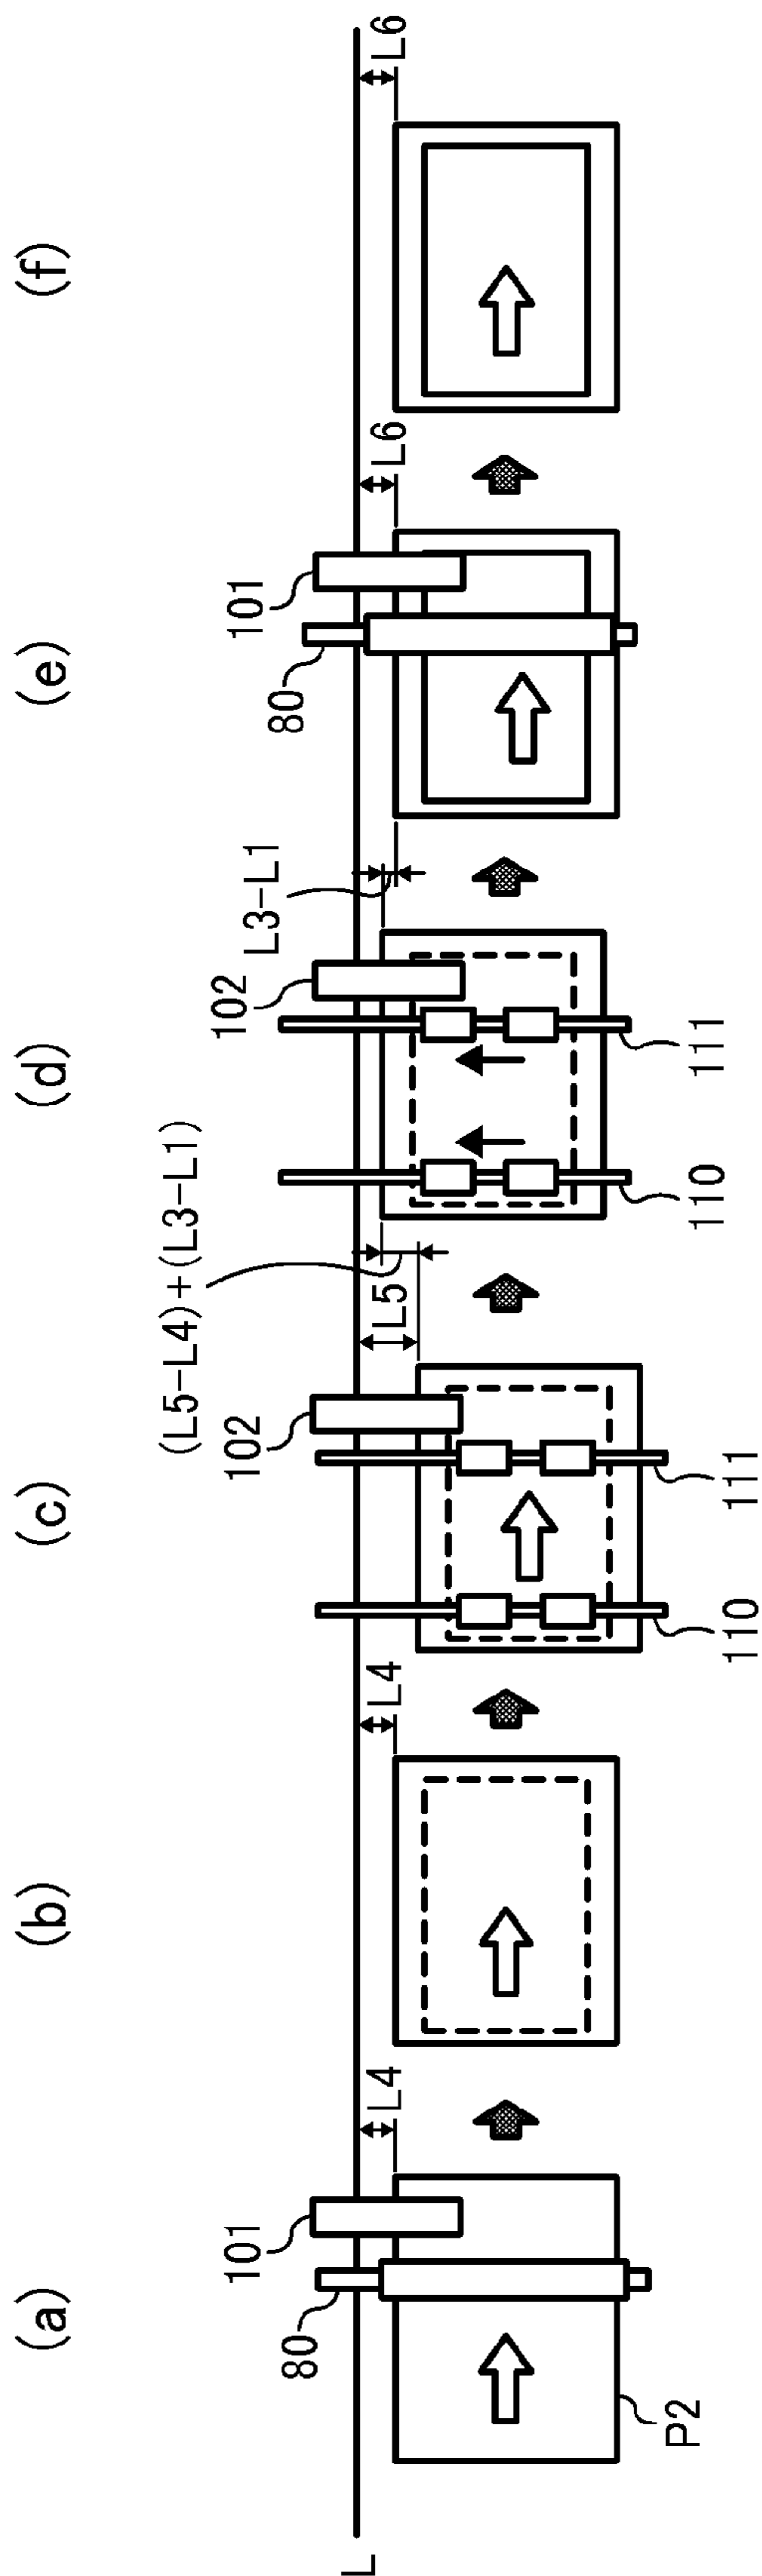 (a)
(b)
(c)
(d)
(e)
(f)
L
80
101
L4
P2
L4
102
L5
110
111
(L5-L4)+(L3-L1)
102
110
111
L3-L1
80
101
L6
L6